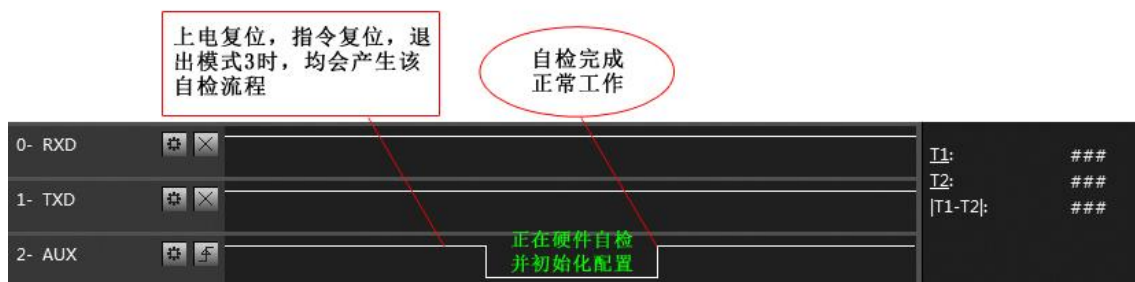 上电复位，指令复位，退
出模式3时，均会产生该
自检流程
自检完成
正常工作
0- RXD
1- TXD
2- AUX
正在硬件自检
并初始化配置
T1: ###
T2: ###
|T1-T2|: ###